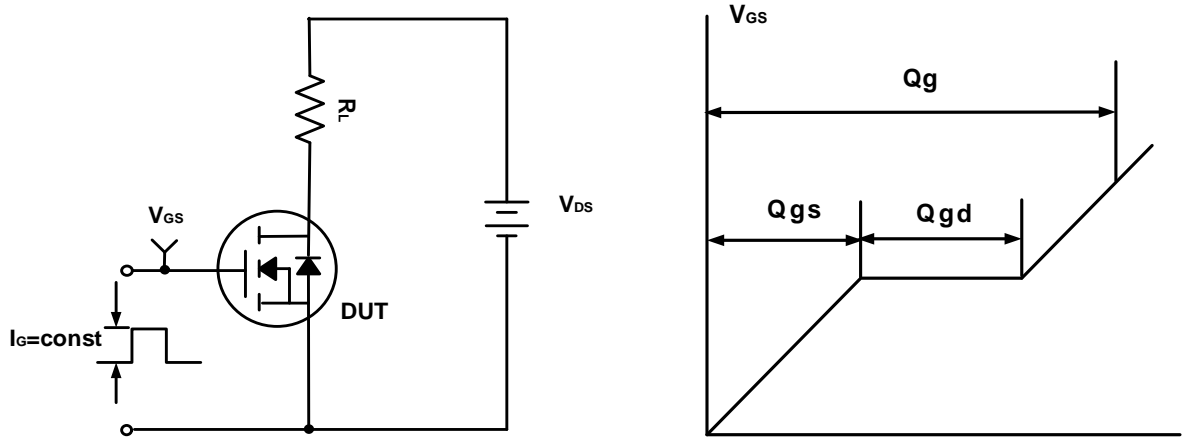 RL
VGS
VDS
DUT
IG=const
VGS
Qg
Qgs
Qgd